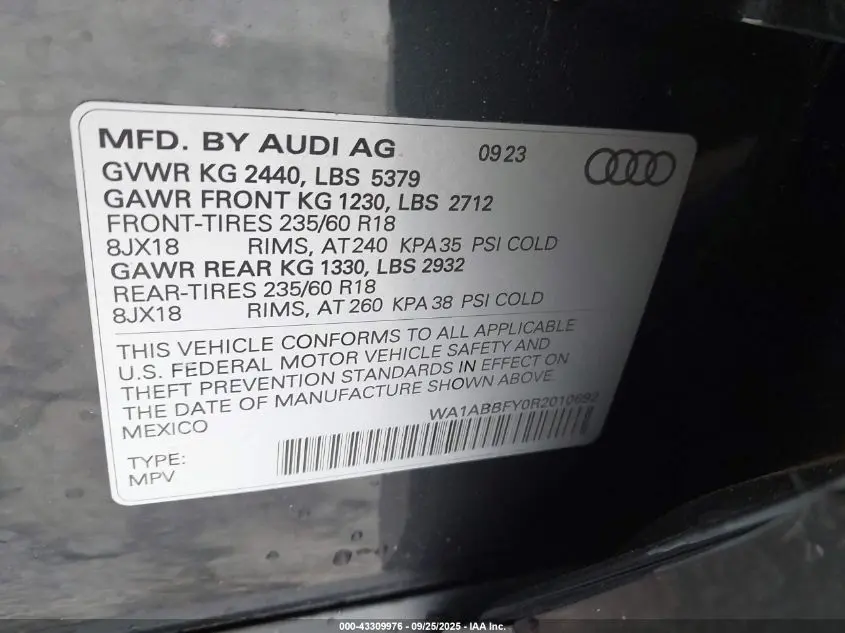 MFD. BY AUDI AG 09 23
GVWR KG 2440, LBS 5379
GAWR FRONT KG 1230, LBS 2712
FRONT-TIRES 235/60 R18
8JX18 RIMS, AT 240 KPA 35 PSI COLD
GAWR REAR KG 1330, LBS 2932
REAR-TIRES 235/60 R18
8JX18 RIMS, AT 260 KPA 38 PSI COLD
THIS VEHICLE CONFORMS TO ALL APPLICABLE
U.S. FEDERAL MOTOR VEHICLE SAFETY AND
THEFT PREVENTION STANDARDS IN EFFECT ON
THE DATE OF MANUFACTURE SHOWN ABOVE.
MEXICO WA1ABBFY0R2010692
TYPE:
MPV
000-43309976 - 09/25/2025 - IAA Inc.